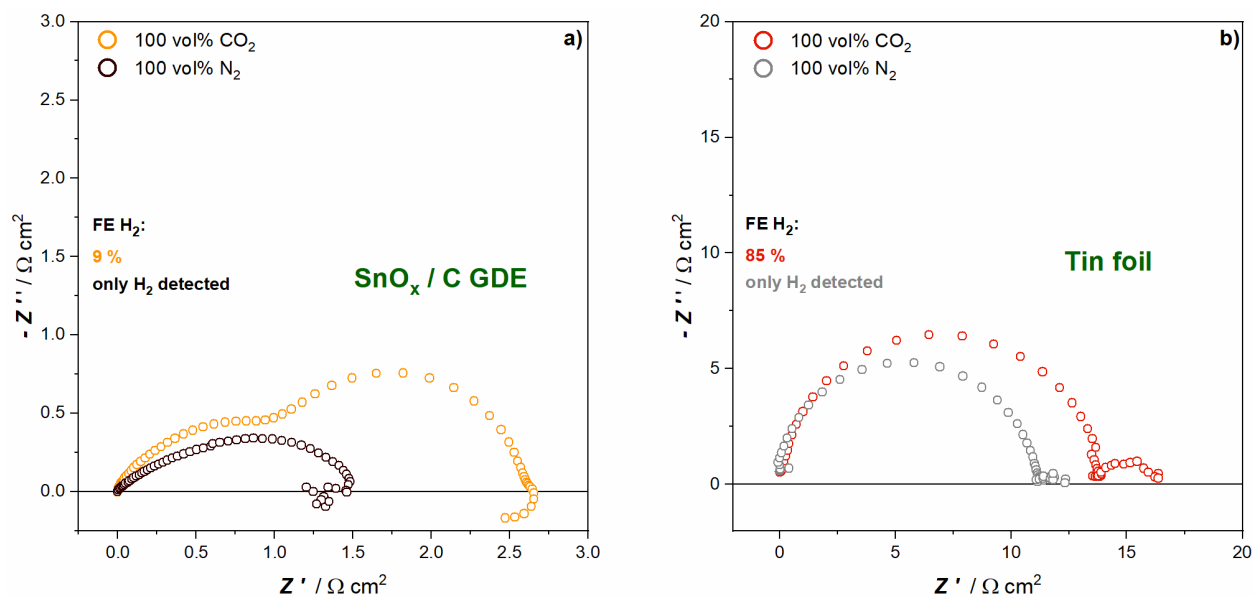 a)
100 vol% CO₂
100 vol% N₂
FE H₂:
9 %
only H₂ detected
SnOₓ / C GDE
3.0
2.5
2.0
1.5
1.0
0.5
0.0
- Z '' / Ω cm²
0.0 0.5 1.0 1.5 2.0 2.5 3.0
Z ' / Ω cm²
b)
100 vol% CO₂
100 vol% N₂
FE H₂:
85 %
only H₂ detected
Tin foil
20
15
10
5
0
- Z '' / Ω cm²
0 5 10 15 20
Z ' / Ω cm²